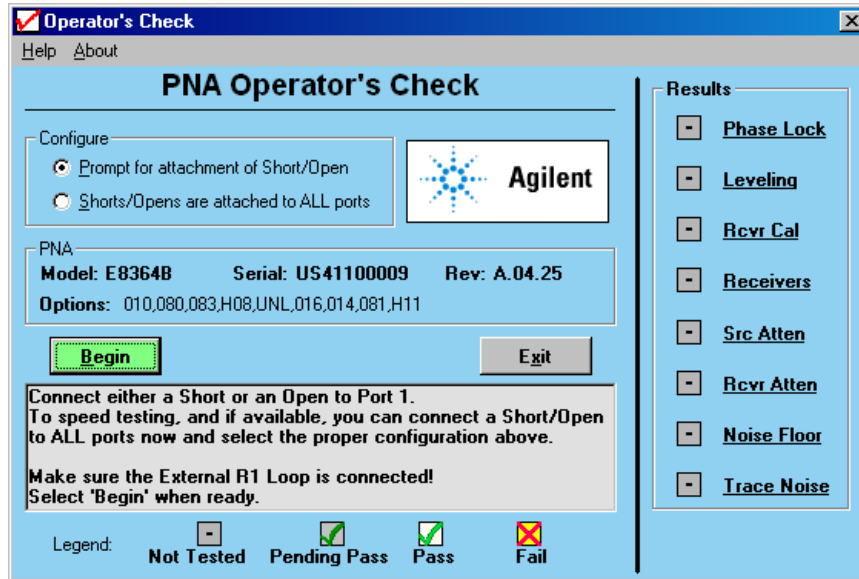 Operator's Check
Help About
PNA Operator's Check
Configure
Prompt for attachment of Short/Open
Shorts/Opens are attached to ALL ports
Agilent
PNA
Model: E8364B Serial: US41100009 Rev: A.04.25
Options: 010,080,083,H08,UNL,016,014,081,H11
Begin
Exit
Connect either a Short or an Open to Port 1.
To speed testing, and if available, you can connect a Short/Open
to ALL ports now and select the proper configuration above.
Make sure the External R1 Loop is connected!
Select 'Begin' when ready.
Legend:
Not Tested Pending Pass Pass Fail
Results
Phase Lock
Leveling
Rcvr Cal
Receivers
Src Atten
Rcvr Atten
Noise Floor
Trace Noise